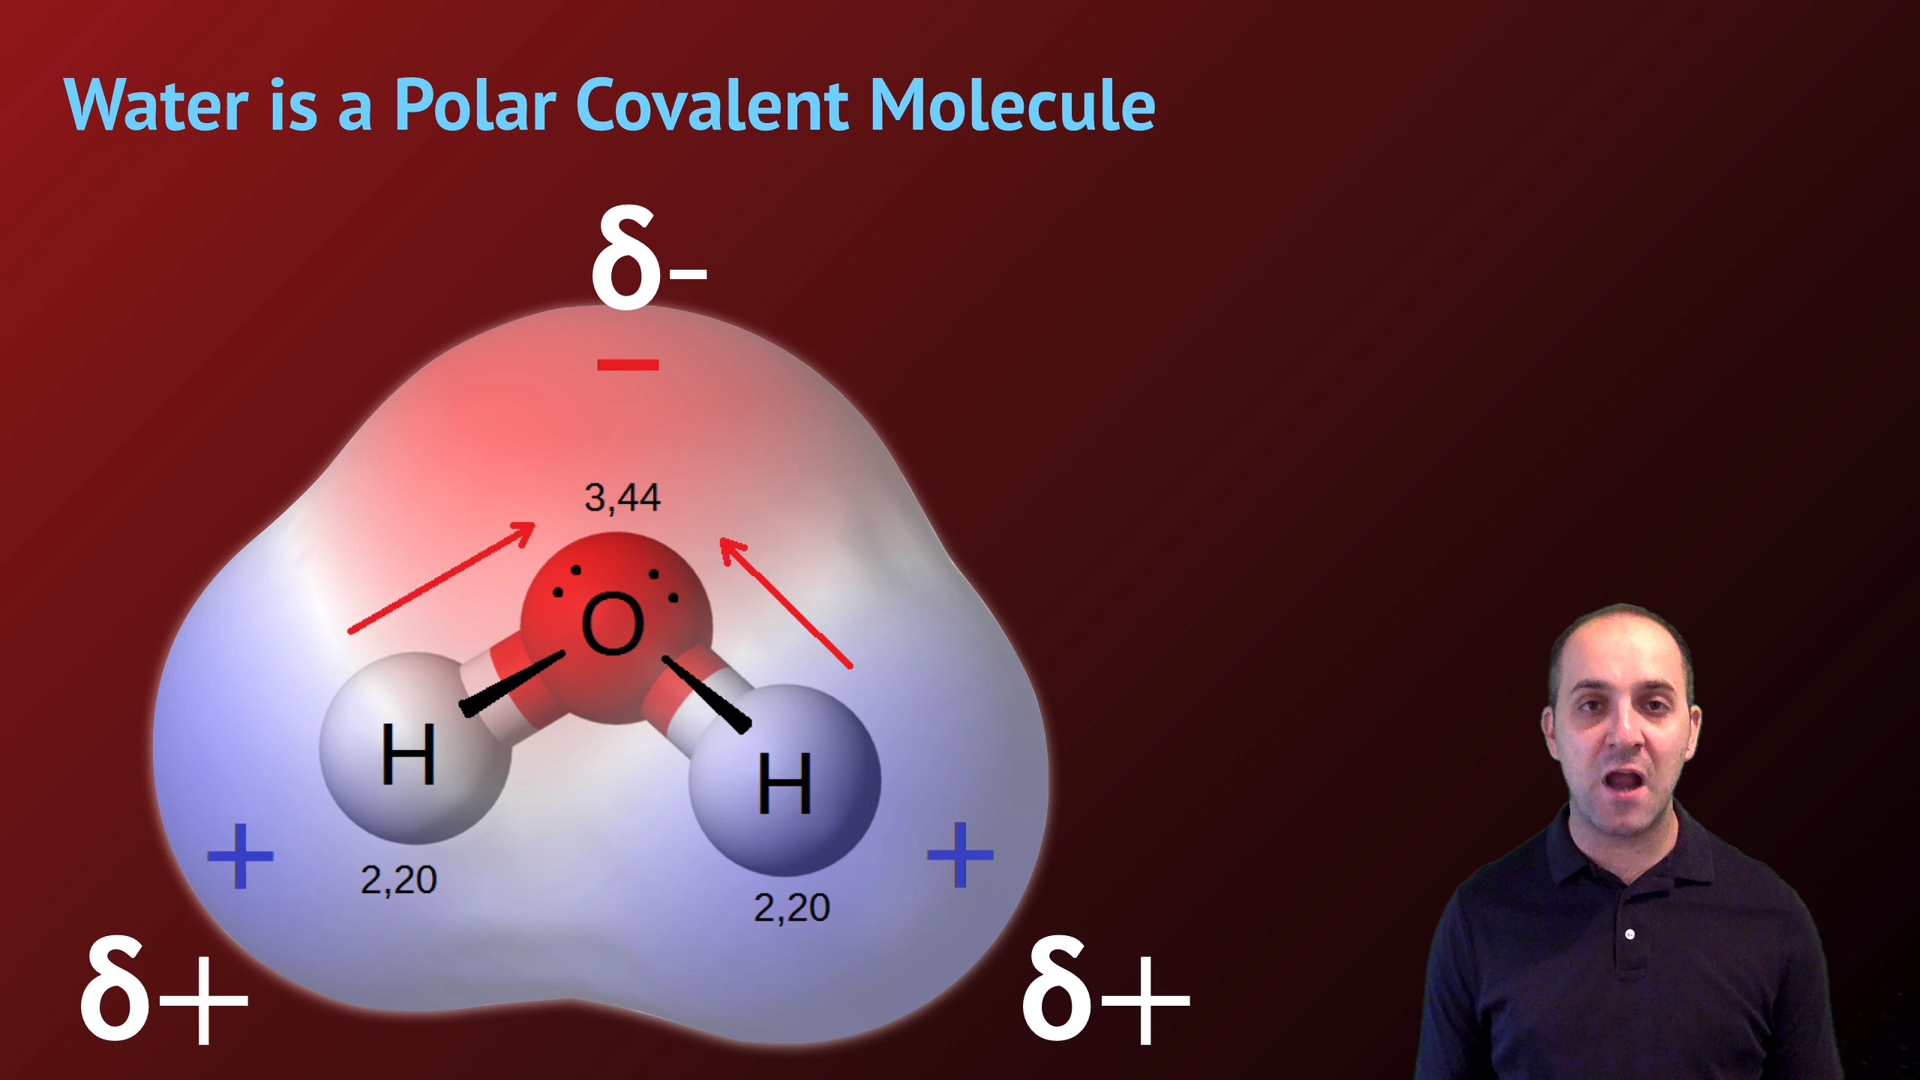 Water is a Polar Covalent Molecule
δ-
−
3,44
O
H
H
+
+
2,20
2,20
δ+
δ+